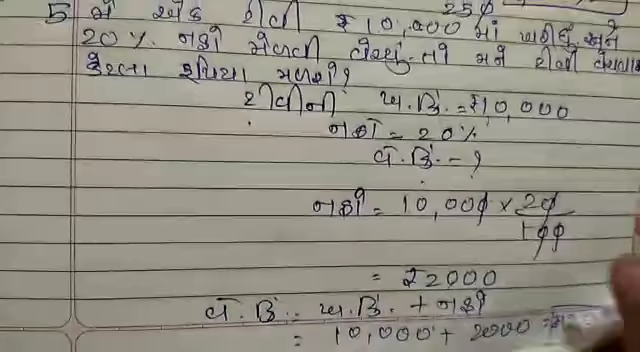 25
5 મેં એક ટીવી ₹10,000 માં ખરીદ્યું અને
20% નફો મેળવી વેચ્યું. તો મને ટીવી વેચતા
કેટલા રૂપિયા મળશે?
ટીવીની ખ.કિં. = ₹10,000
નફો = 20%
વે.કિં. = ?
નફો = 10,000 × 20/100
= ₹2000
વે.કિં. = ખ.કિં. + નફો
= 10,000 + 2000 =